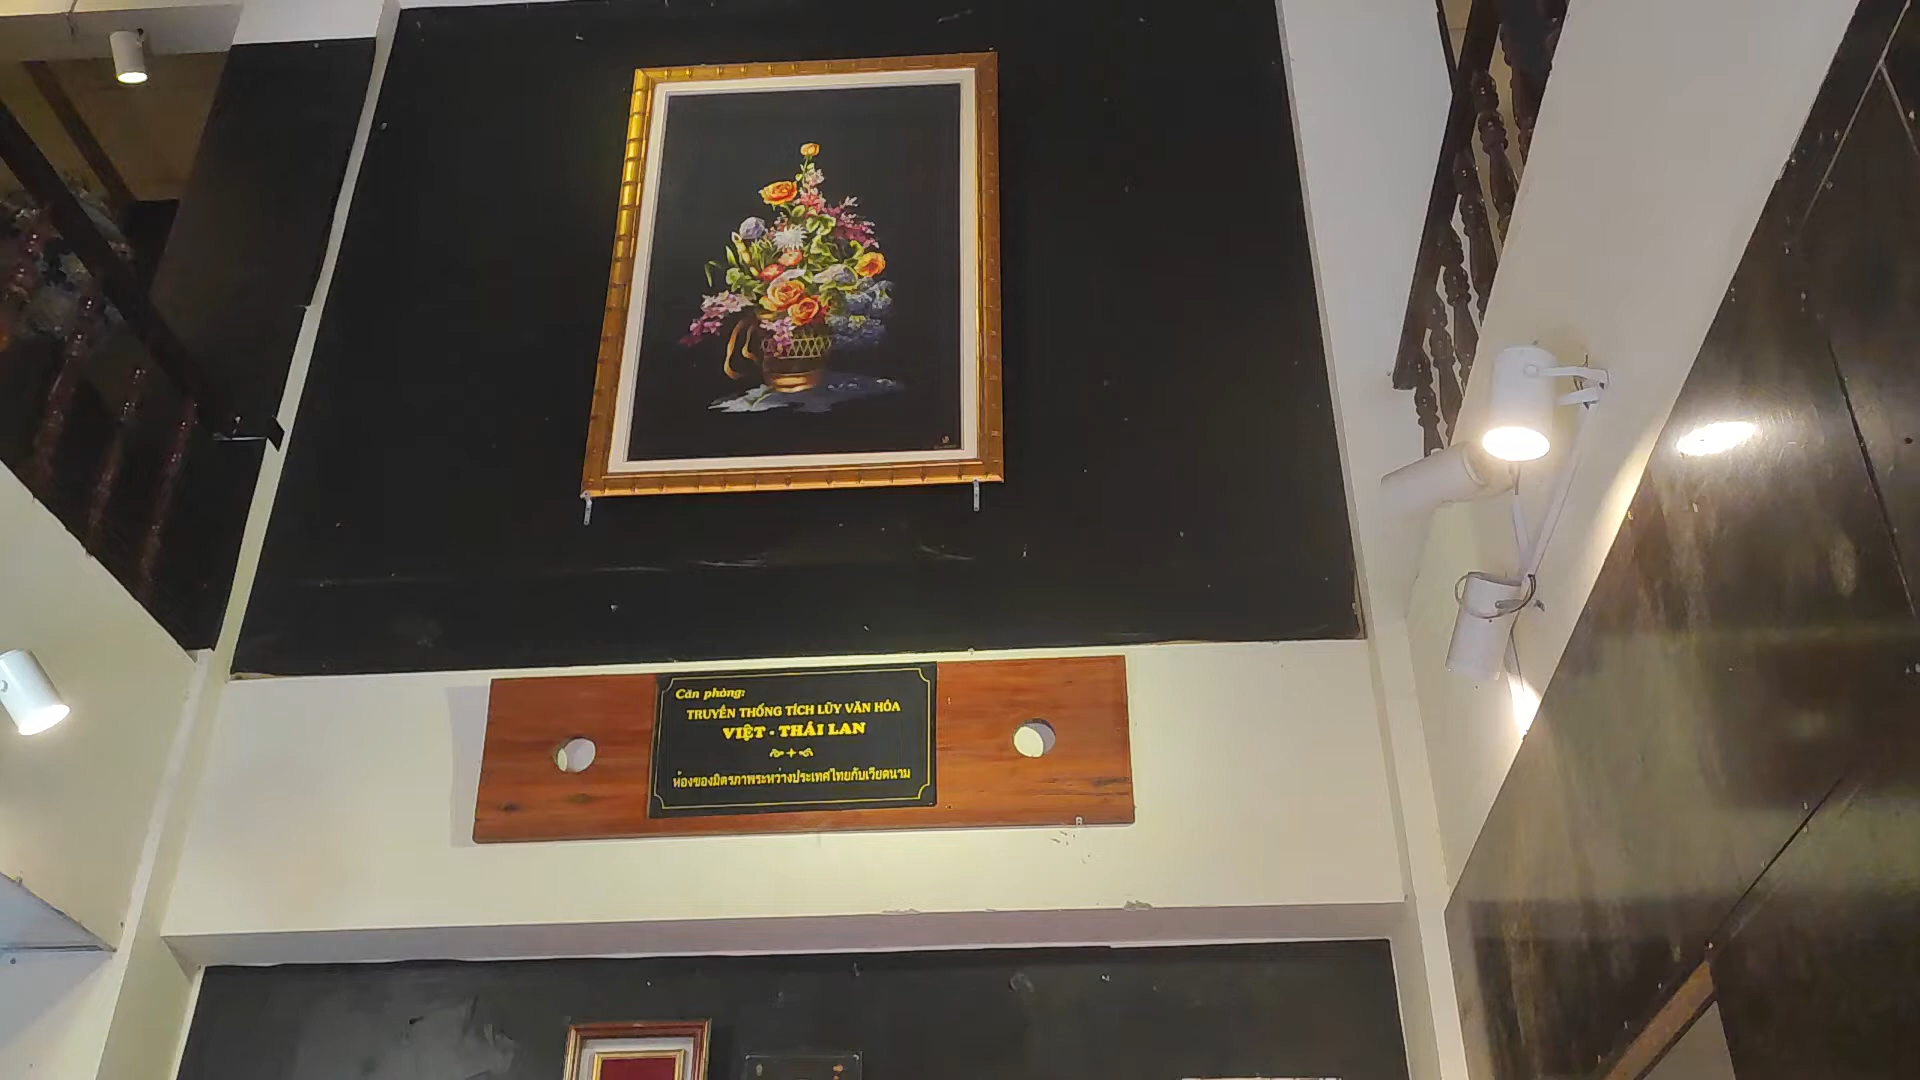 Căn phòng:
TRUYỀN THỐNG TÍCH LŨY VĂN HÓA
VIỆT - THÁI LAN
ห้องของมิตรภาพระหว่างประเทศไทยกับเวียดนาม